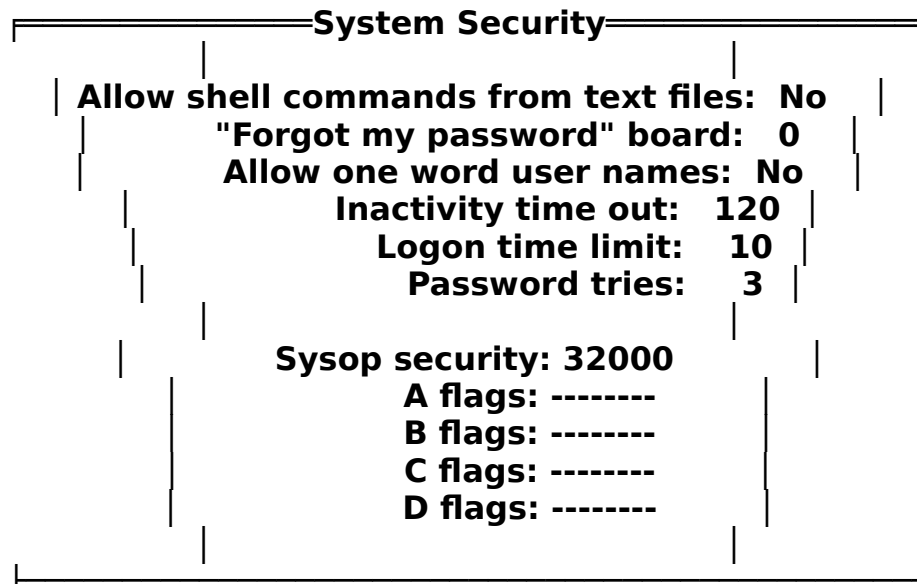 System Security
Allow shell commands from text files: No
"Forgot my password" board: 0
Allow one word user names: No
Inactivity time out: 120
Logon time limit: 10
Password tries: 3
Sysop security: 32000
A flags: --------
B flags: --------
C flags: --------
D flags: --------